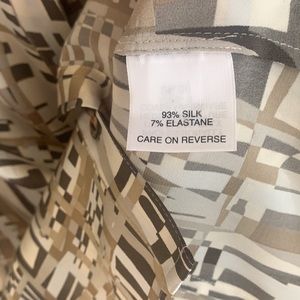 93% SILK
7% ELASTANE
CARE ON REVERSE